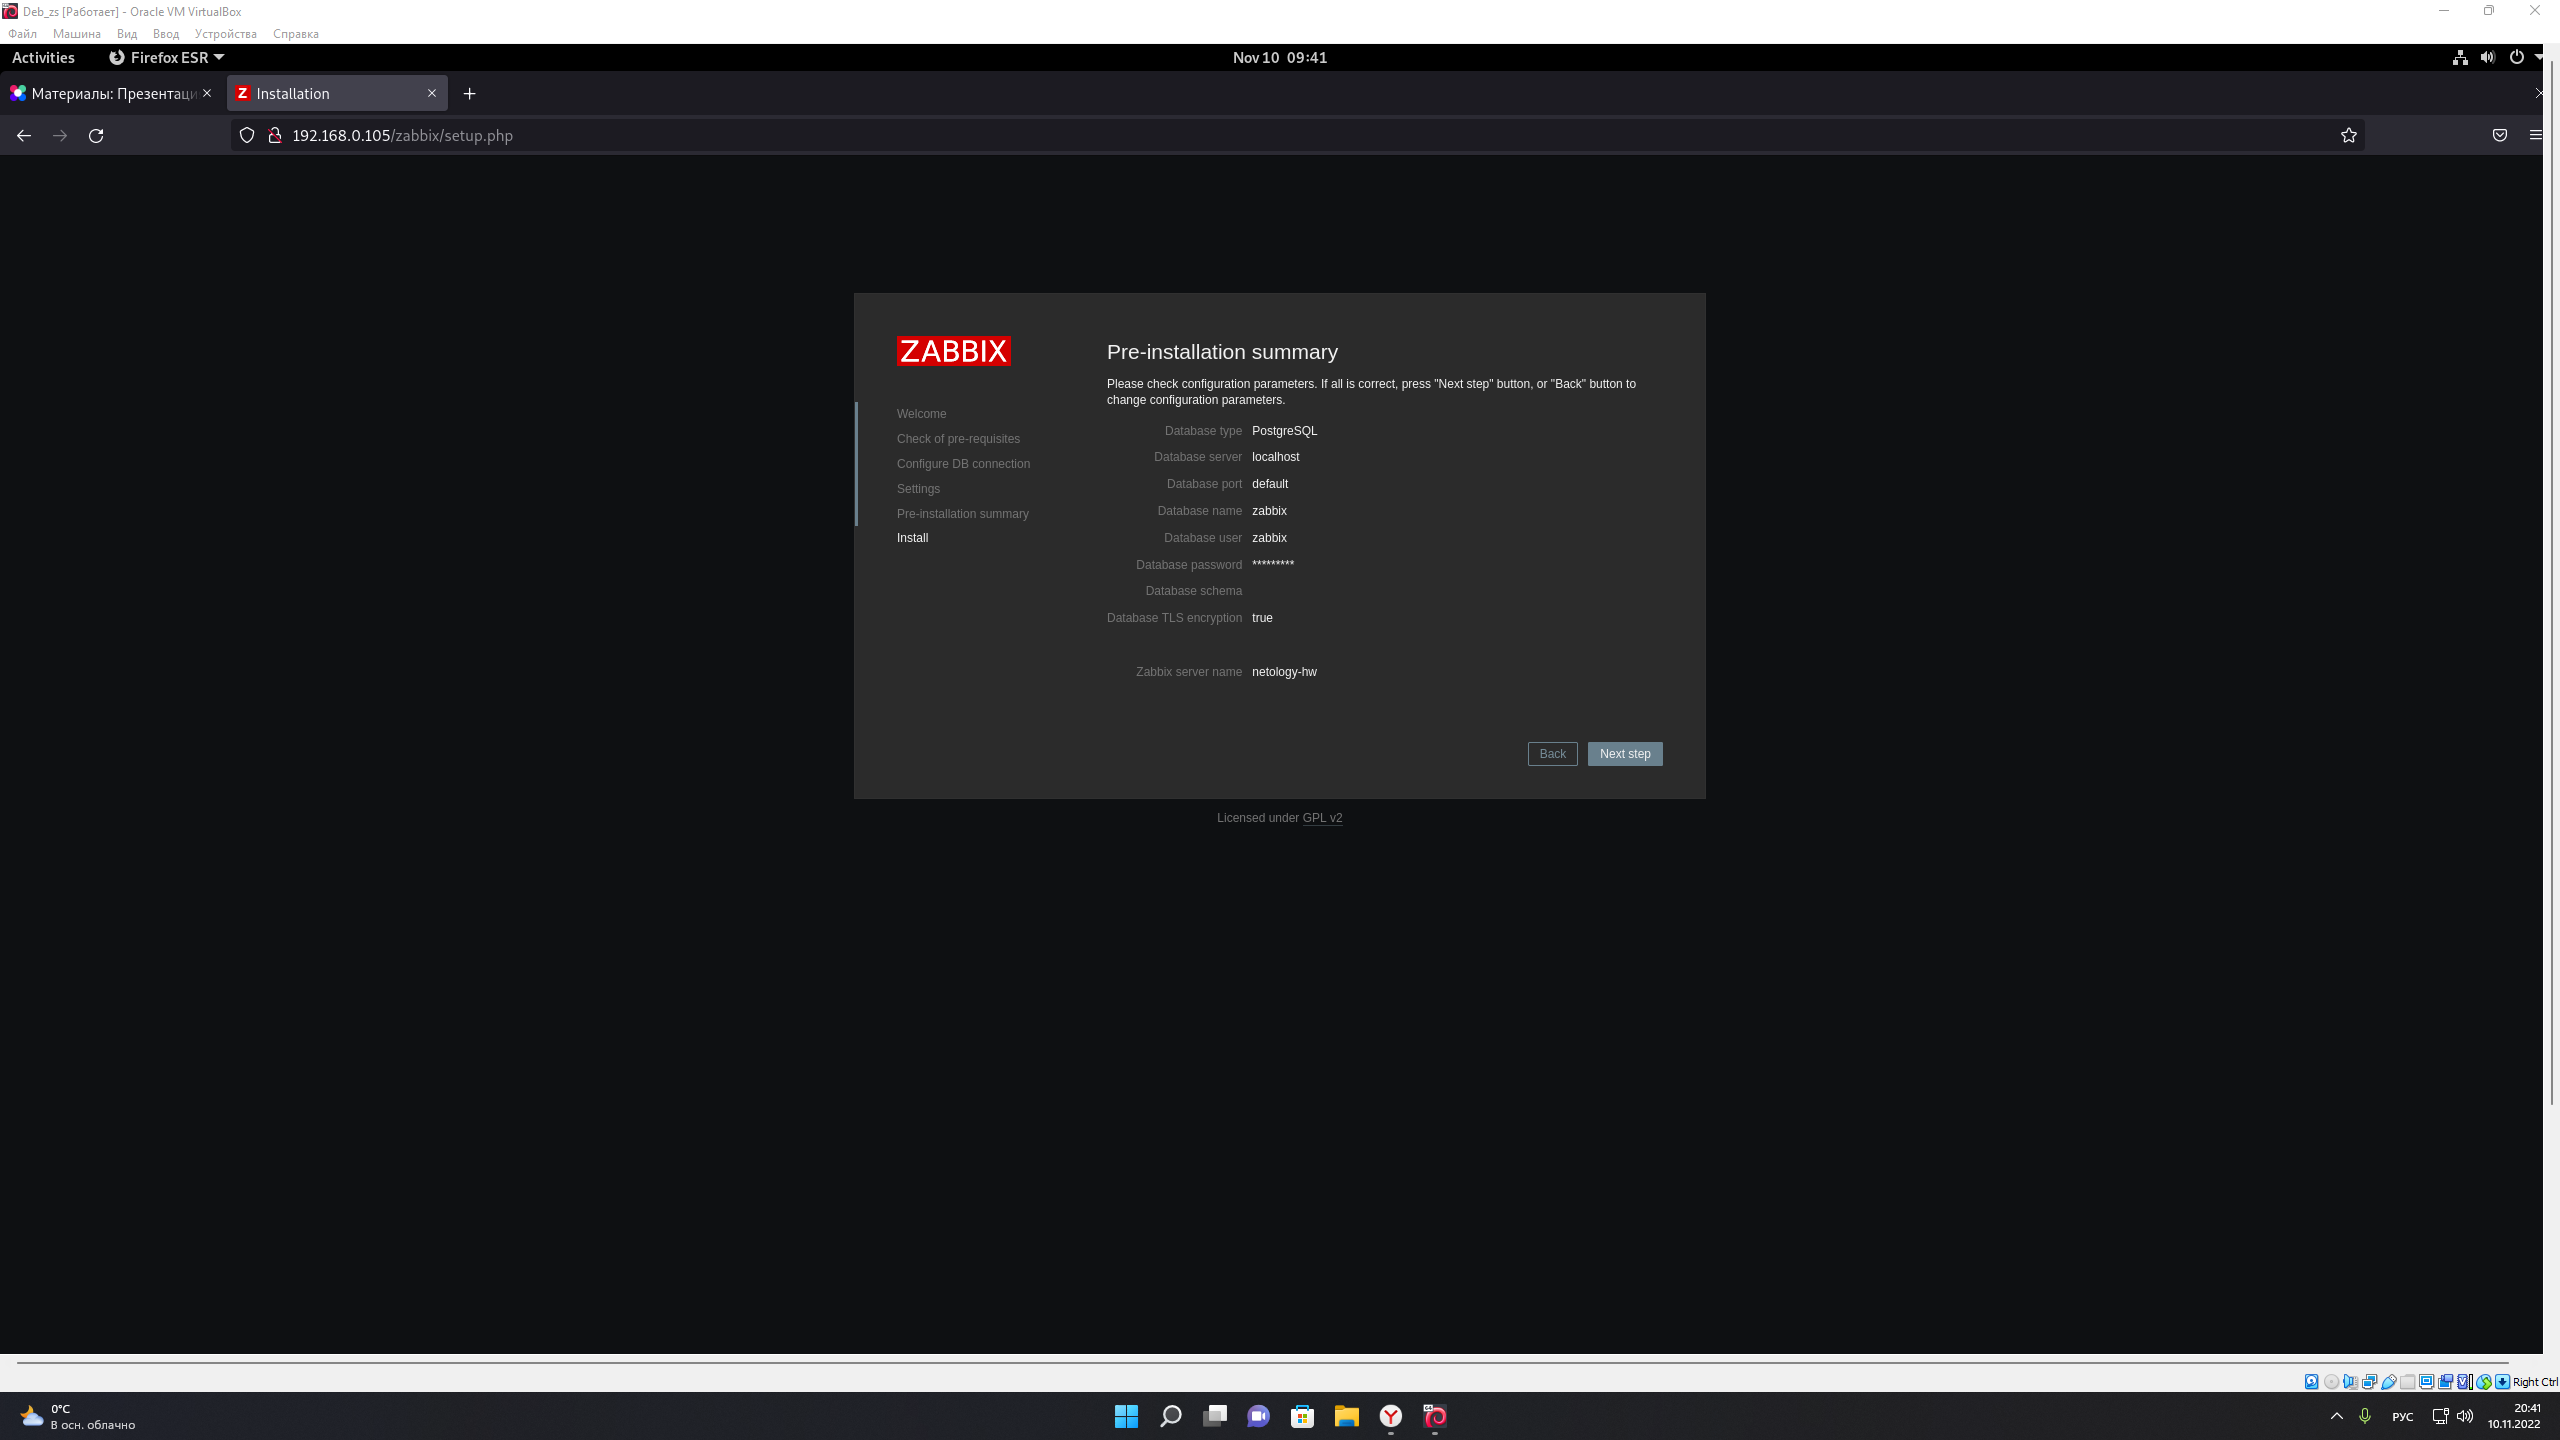 Deb_zs [Работает] - Oracle VM VirtualBox
Файл Машина Вид Ввод Устройства Справка
Activities Firefox ESR Nov 10 09:41
Материалы: Презентаци Installation
192.168.0.105/zabbix/setup.php
ZABBIX
Welcome
Check of pre-requisites
Configure DB connection
Settings
Pre-installation summary
Install
Pre-installation summary
Please check configuration parameters. If all is correct, press "Next step" button, or "Back" button to
change configuration parameters.
Database type PostgreSQL
Database server localhost
Database port default
Database name zabbix
Database user zabbix
Database password *********
Database schema
Database TLS encryption true
Zabbix server name netology-hw
Back Next step
Licensed under GPL v2
Right Ctrl
0°C
В осн. облачно
РУС
20:41
10.11.2022